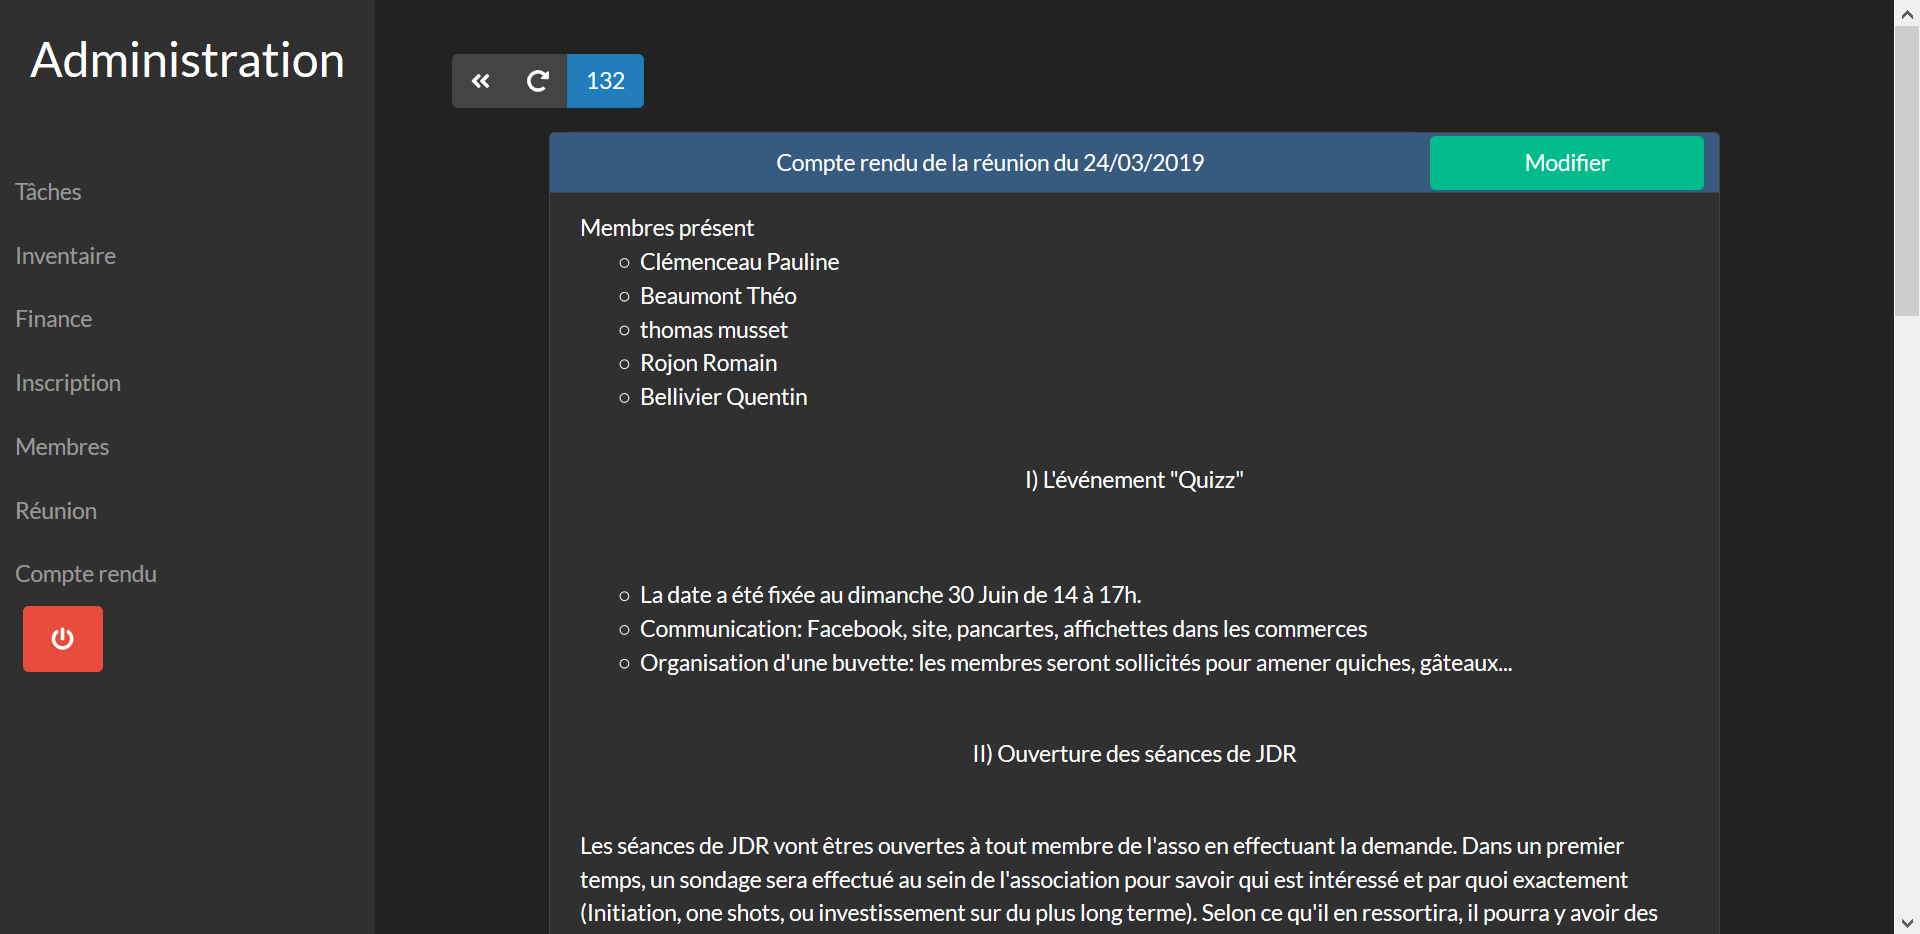 Administration
Tâches
Inventaire
Finance
Inscription
Membres
Réunion
Compte rendu
132
Compte rendu de la réunion du 24/03/2019
Modifier
Membres présent
Clémenceau Pauline
Beaumont Théo
thomas musset
Rojon Romain
Bellivier Quentin
I) L'événement "Quizz"
La date a été fixée au dimanche 30 Juin de 14 à 17h.
Communication: Facebook, site, pancartes, affichettes dans les commerces
Organisation d'une buvette: les membres seront sollicités pour amener quiches, gâteaux...
II) Ouverture des séances de JDR
Les séances de JDR vont êtres ouvertes à tout membre de l'asso en effectuant la demande. Dans un premier
temps, un sondage sera effectué au sein de l'association pour savoir qui est intéressé et par quoi exactement
(Initiation, one shots, ou investissement sur du plus long terme). Selon ce qu'il en ressortira, il pourra y avoir des